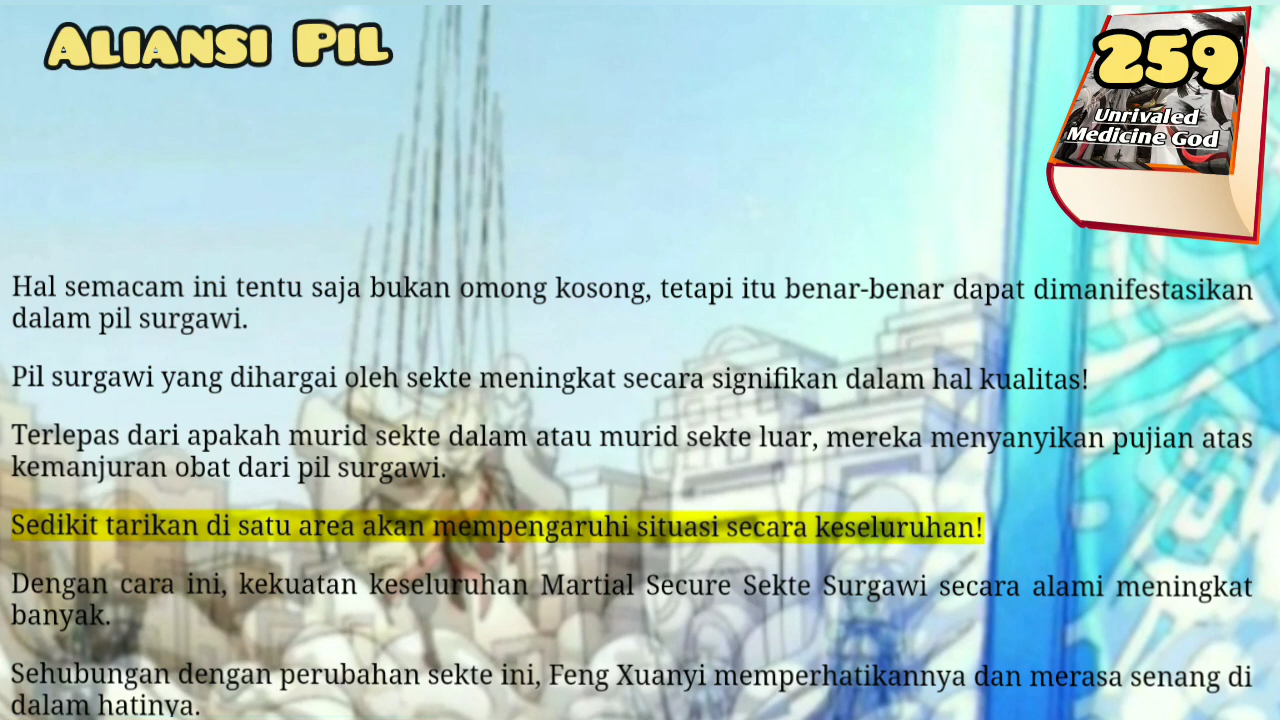 Aliansi Pil
259
Unrivaled
Medicine God
Hal semacam ini tentu saja bukan omong kosong, tetapi itu benar-benar dapat dimanifestasikan
dalam pil surgawi.
Pil surgawi yang dihargai oleh sekte meningkat secara signifikan dalam hal kualitas!
Terlepas dari apakah murid sekte dalam atau murid sekte luar, mereka menyanyikan pujian atas
kemanjuran obat dari pil surgawi.
Sedikit tarikan di satu area akan mempengaruhi situasi secara keseluruhan!
Dengan cara ini, kekuatan keseluruhan Martial Secure Sekte Surgawi secara alami meningkat
banyak.
Sehubungan dengan perubahan sekte ini, Feng Xuanyi memperhatikannya dan merasa senang di
dalam hatinya.